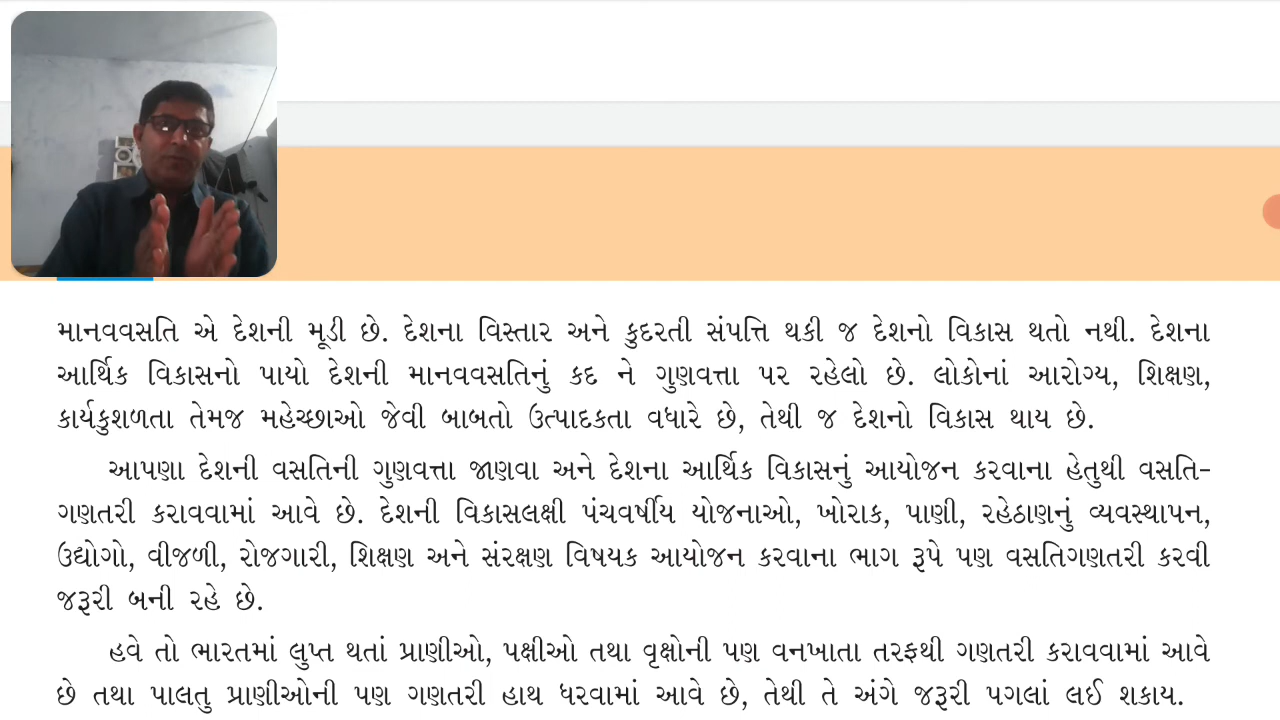 માનવવસતિ એ દેશની મૂડી છે. દેશના વિસ્તાર અને કુદરતી સંપત્તિ થકી જ દેશનો વિકાસ થતો નથી. દેશના
આર્થિક વિકાસનો પાયો દેશની માનવવસતિનું કદ ને ગુણવત્તા પર રહેલો છે. લોકોનાં આરોગ્ય, શિક્ષણ,
કાર્યકુશળતા તેમજ મહેચ્છાઓ જેવી બાબતો ઉત્પાદકતા વધારે છે, તેથી જ દેશનો વિકાસ થાય છે.
આપણા દેશની વસતિની ગુણવત્તા જાણવા અને દેશના આર્થિક વિકાસનું આયોજન કરવાના હેતુથી વસતિ-
ગણતરી કરાવવામાં આવે છે. દેશની વિકાસલક્ષી પંચવર્ષીય યોજનાઓ, ખોરાક, પાણી, રહેઠાણનું વ્યવસ્થાપન,
ઉદ્યોગો, વીજળી, રોજગારી, શિક્ષણ અને સંરક્ષણ વિષયક આયોજન કરવાના ભાગ રૂપે પણ વસતિગણતરી કરવી
જરૂરી બની રહે છે.
હવે તો ભારતમાં લુપ્ત થતાં પ્રાણીઓ, પક્ષીઓ તથા વૃક્ષોની પણ વનખાતા તરફથી ગણતરી કરાવવામાં આવે
છે તથા પાલતુ પ્રાણીઓની પણ ગણતરી હાથ ધરવામાં આવે છે, તેથી તે અંગે જરૂરી પગલાં લઈ શકાય.